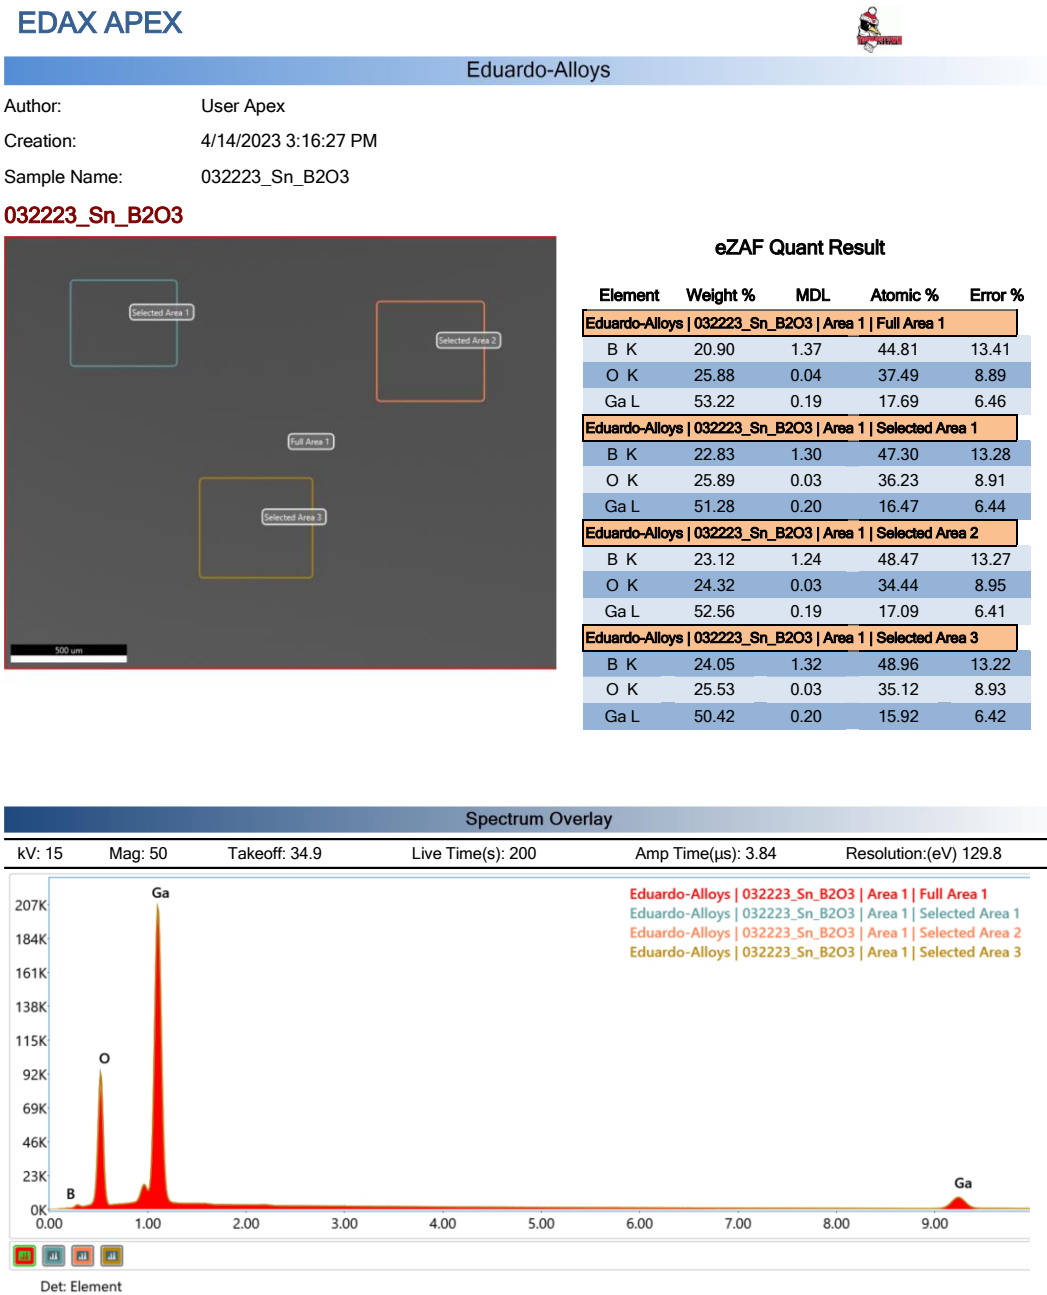 EDAX APEX
Eduardo-Alloys
Author: User Apex
Creation: 4/14/2023 3:16:27 PM
Sample Name: 032223_Sn_B2O3
032223_Sn_B2O3
Selected Area 1
Selected Area 2
Full Area 1
Selected Area 3
500 um
eZAF Quant Result
Element Weight % MDL Atomic % Error %
Eduardo-Alloys | 032223_Sn_B2O3 | Area 1 | Full Area 1
B K 20.90 1.37 44.81 13.41
O K 25.88 0.04 37.49 8.89
Ga L 53.22 0.19 17.69 6.46
Eduardo-Alloys | 032223_Sn_B2O3 | Area 1 | Selected Area 1
B K 22.83 1.30 47.30 13.28
O K 25.89 0.03 36.23 8.91
Ga L 51.28 0.20 16.47 6.44
Eduardo-Alloys | 032223_Sn_B2O3 | Area 1 | Selected Area 2
B K 23.12 1.24 48.47 13.27
O K 24.32 0.03 34.44 8.95
Ga L 52.56 0.19 17.09 6.41
Eduardo-Alloys | 032223_Sn_B2O3 | Area 1 | Selected Area 3
B K 24.05 1.32 48.96 13.22
O K 25.53 0.03 35.12 8.93
Ga L 50.42 0.20 15.92 6.42
Spectrum Overlay
kV: 15 Mag: 50 Takeoff: 34.9 Live Time(s): 200 Amp Time(µs): 3.84 Resolution:(eV) 129.8
Eduardo-Alloys | 032223_Sn_B2O3 | Area 1 | Full Area 1
Eduardo-Alloys | 032223_Sn_B2O3 | Area 1 | Selected Area 1
Eduardo-Alloys | 032223_Sn_B2O3 | Area 1 | Selected Area 2
Eduardo-Alloys | 032223_Sn_B2O3 | Area 1 | Selected Area 3
Ga
207K
184K
161K
138K
115K
O
92K
69K
46K
23K
B
Ga
0K
0.00 1.00 2.00 3.00 4.00 5.00 6.00 7.00 8.00 9.00
Det: Element